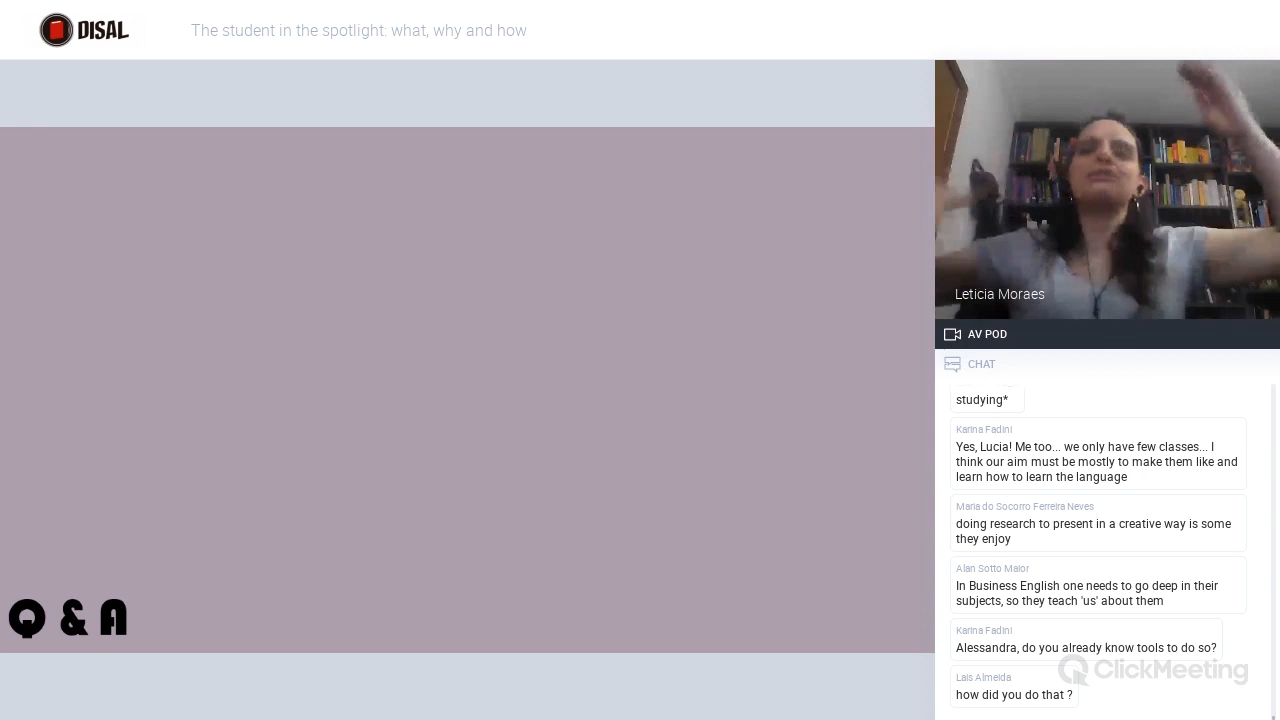 DISAL
The student in the spotlight: what, why and how
Leticia Moraes
AV POD
CHAT
studying*
Karina Fadini
Yes, Lucia! Me too... we only have few classes... I
think our aim must be mostly to make them like and
learn how to learn the language
Maria do Socorro Ferreira Neves
doing research to present in a creative way is some
they enjoy
Alan Sotto Maior
In Business English one needs to go deep in their
subjects, so they teach 'us' about them
Karina Fadini
Alessandra, do you already know tools to do so?
Lais Almeida
how did you do that ?
ClickMeeting
Q & A